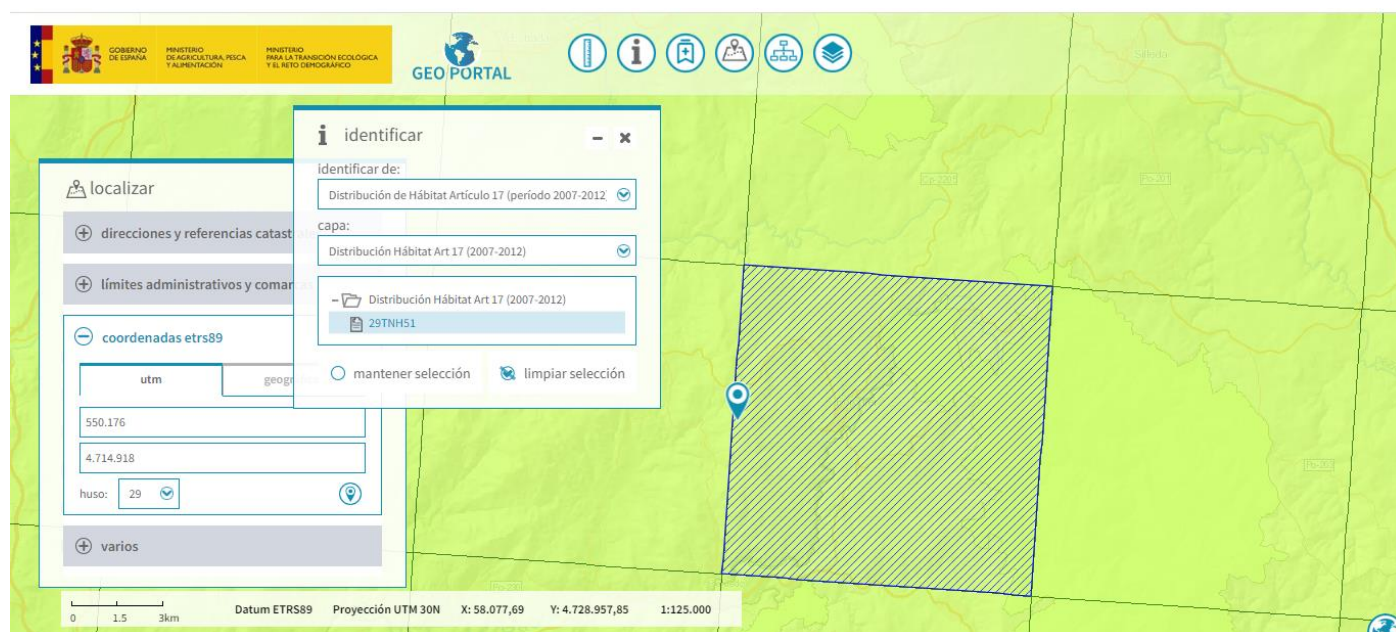 GOBIERNO
DE ESPAÑA
MINISTERIO
DE AGRICULTURA, PESCA
Y ALIMENTACIÓN
MINISTERIO
PARA LA TRANSICIÓN ECOLÓGICA
Y EL RETO DEMOGRÁFICO
GEO PORTAL
Silleda
i identificar
identificar de:
Distribución de Hábitat Artículo 17 (período 2007-2012
capa:
Distribución Hábitat Art 17 (2007-2012)
Distribución Hábitat Art 17 (2007-2012)
29TNH51
mantener selección
limpiar selección
localizar
direcciones y referencias catast
límites administrativos y comar
coordenadas etrs89
utm
geogr
550.176
4.714.918
huso: 29
varios
0 1.5 3km
Datum ETRS89 Proyección UTM 30N X: 58.077,69 Y: 4.728.957,85 1:125.000